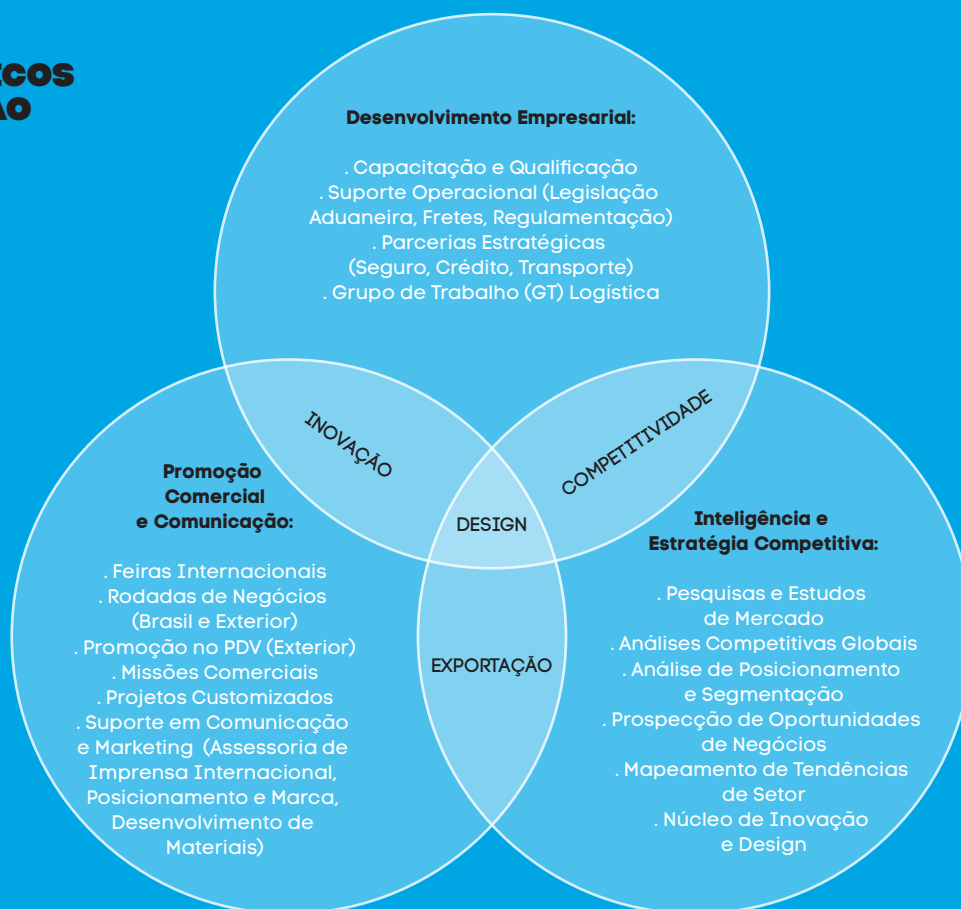 ICOS
ÃO
Desenvolvimento Empresarial:
. Capacitação e Qualificação
. Suporte Operacional (Legislação
Aduaneira, Fretes, Regulamentação)
. Parcerias Estratégicas
(Seguro, Crédito, Transporte)
. Grupo de Trabalho (GT) Logística
INOVAÇÃO
COMPETITIVIDADE
DESIGN
EXPORTAÇÃO
Promoção
Comercial
e Comunicação:
. Feiras Internacionais
. Rodadas de Negócios
(Brasil e Exterior)
. Promoção no PDV (Exterior)
. Missões Comerciais
. Projetos Customizados
. Suporte em Comunicação
e Marketing (Assessoria de
Imprensa Internacional,
Posicionamento e Marca,
Desenvolvimento de
Materiais)
Inteligência e
Estratégia Competitiva:
. Pesquisas e Estudos
de Mercado
. Análises Competitivas Globais
. Análise de Posicionamento
e Segmentação
. Prospecção de Oportunidades
de Negócios
. Mapeamento de Tendências
de Setor
. Núcleo de Inovação
e Design